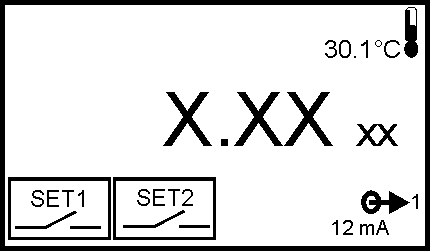 30.1°C
X.XX xx
SET1 SET2
1
12 mA